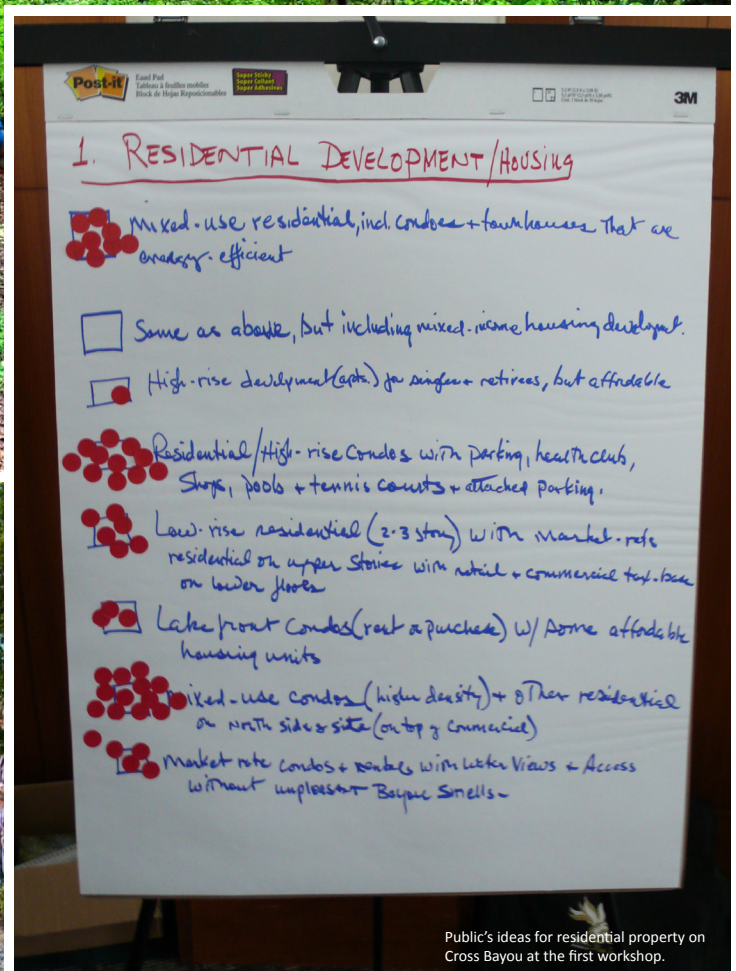 Post-it
Easel Pad
Tableau à feuilles mobiles
Block de Hojas Reposicionables
Super Sticky
Super Collant
Super Adhesivas
3M
1. RESIDENTIAL DEVELOPMENT/HOUSING
Mixed-use residential, incl. condoes + townhouses that are
energy-efficient
Same as above, but including mixed-income housing developmt.
High-rise development (apts.) for singles + retirees, but affordable
Residential/High-rise Condos with parking, health club,
Shops, pools + tennis courts + attached parking.
Low-rise residential (2-3 story) with market-rate
residential on upper stories with retail + commercial tax-base
on lower floors
Lakefront Condos (rent or purchase) w/ some affordable
housing units
mixed-use condos (higher density) + other residential
on North side of site (on top of commercial)
Market rate condos + rentals with Water Views + Access
without unpleasant Bayou Smells-
Public's ideas for residential property on
Cross Bayou at the first workshop.